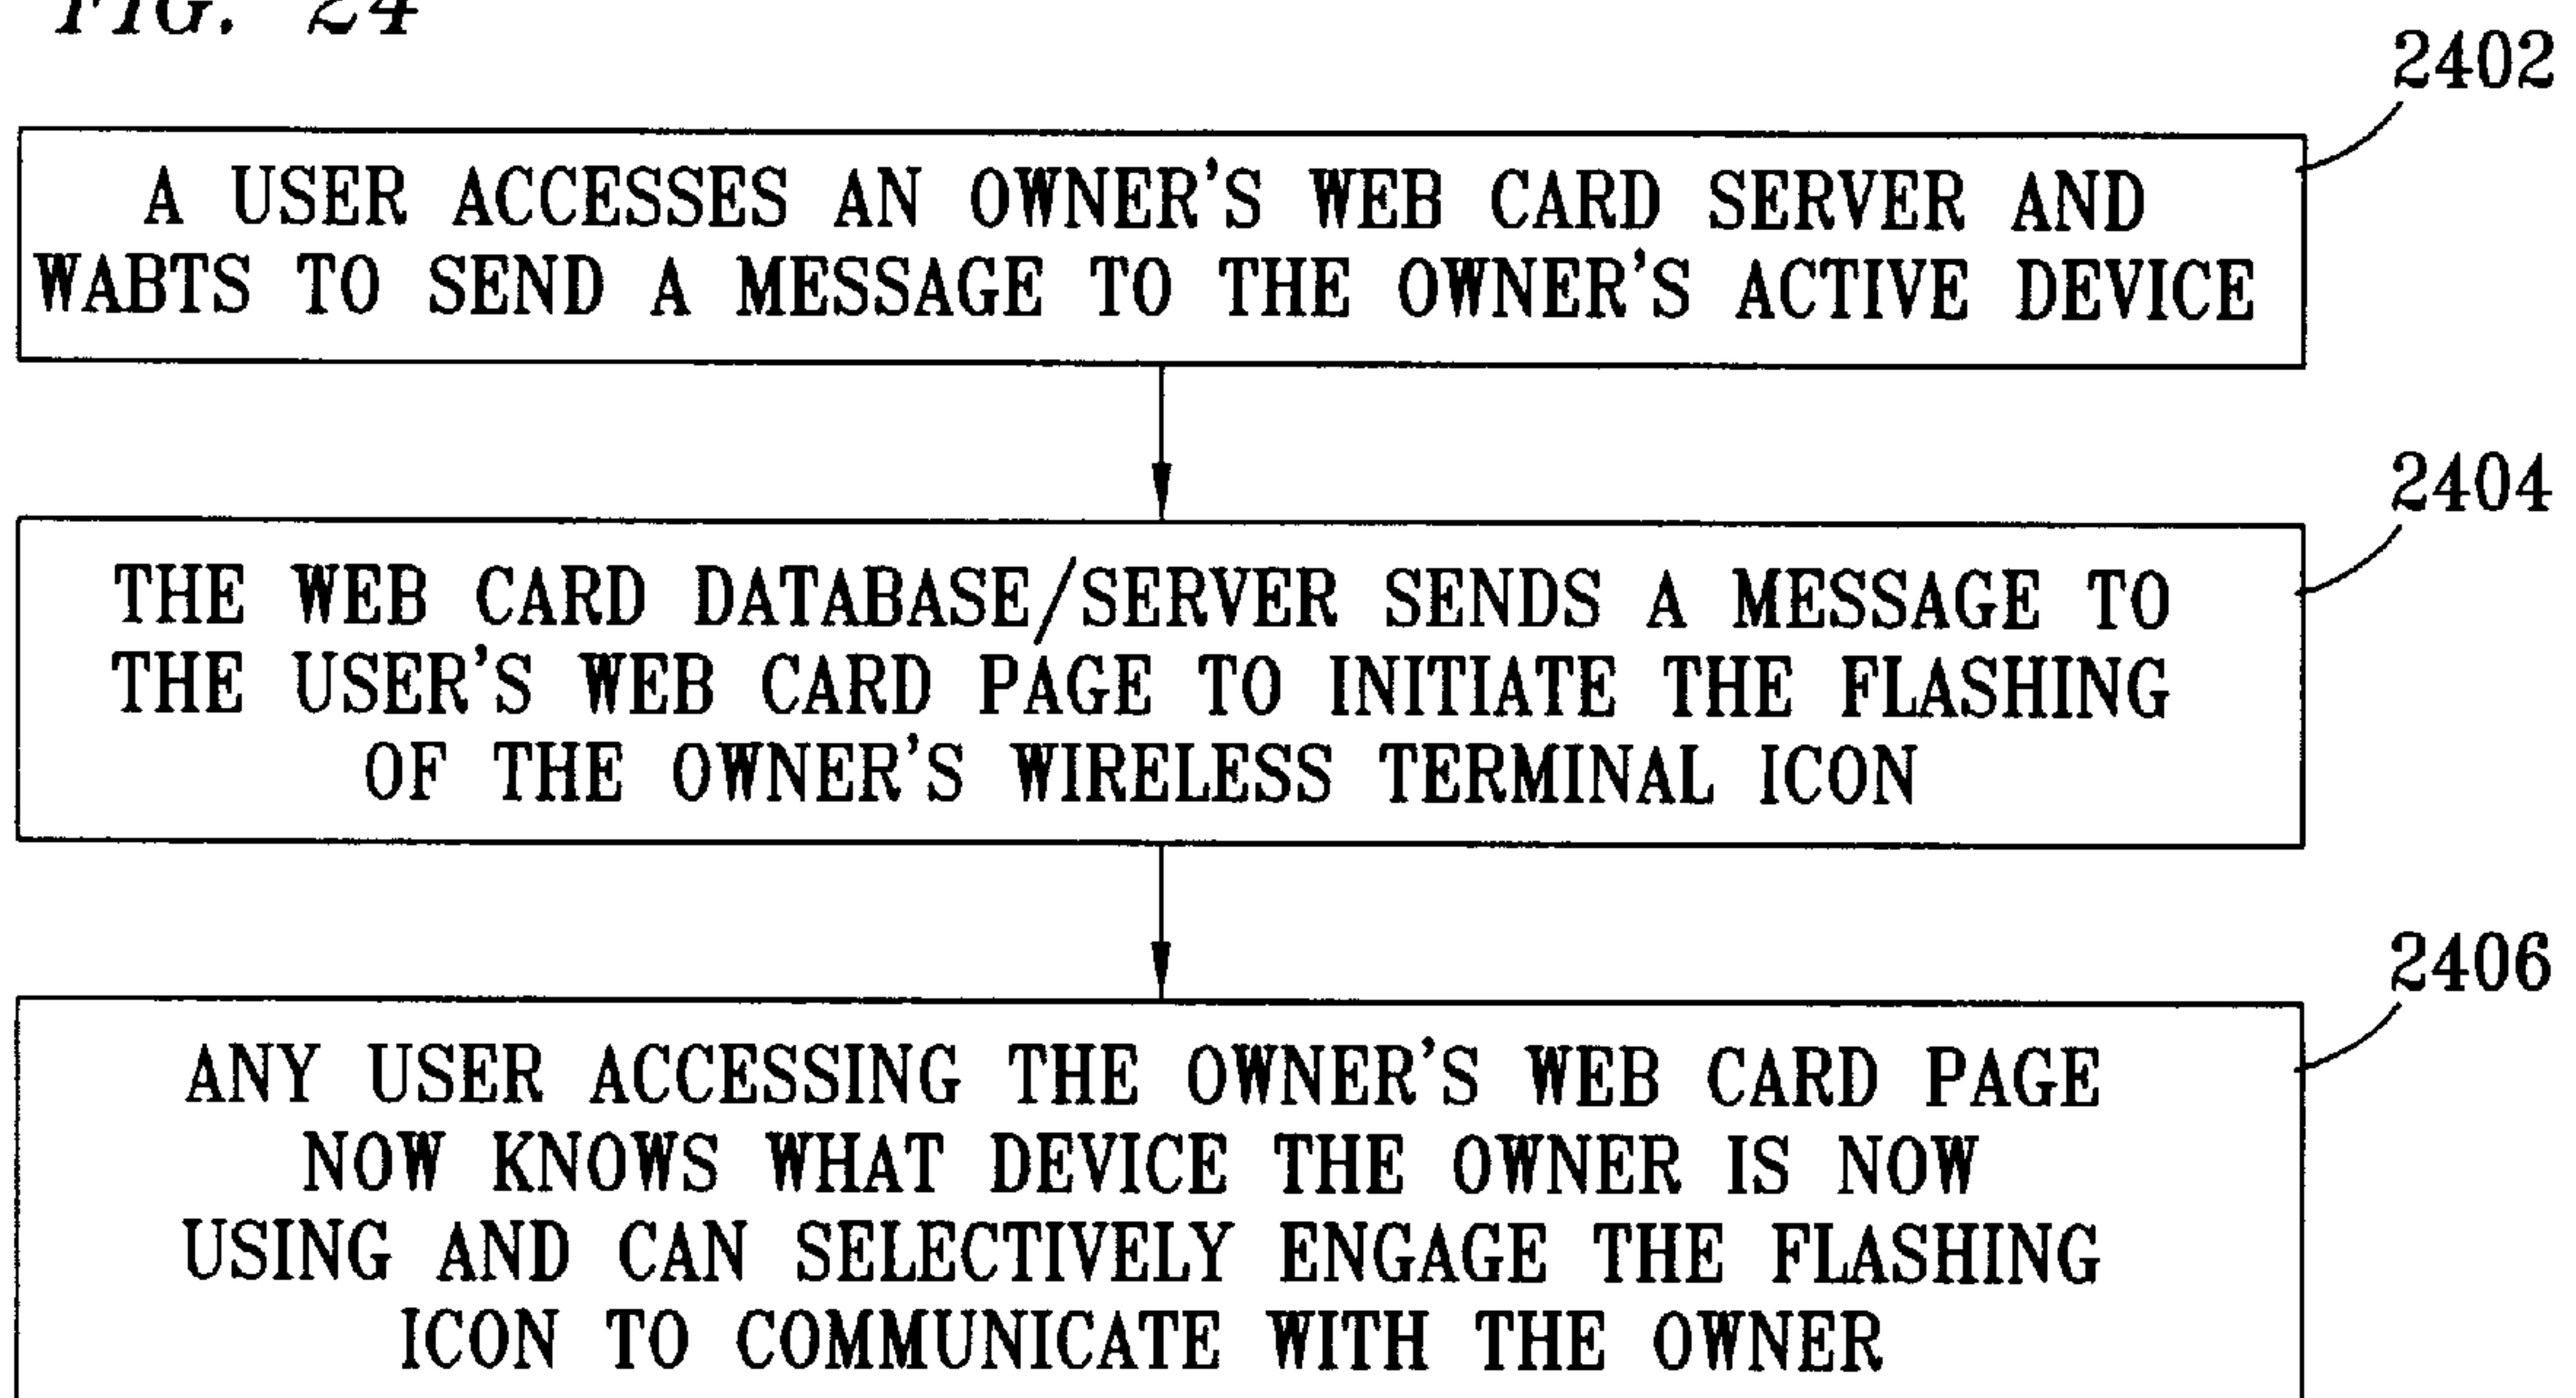 FIG. 24
2402
A USER ACCESSES AN OWNER'S WEB CARD SERVER AND
WABTS TO SEND A MESSAGE TO THE OWNER'S ACTIVE DEVICE
2404
THE WEB CARD DATABASE/SERVER SENDS A MESSAGE TO
THE USER'S WEB CARD PAGE TO INITIATE THE FLASHING
OF THE OWNER'S WIRELESS TERMINAL ICON
2406
ANY USER ACCESSING THE OWNER'S WEB CARD PAGE
NOW KNOWS WHAT DEVICE THE OWNER IS NOW
USING AND CAN SELECTIVELY ENGAGE THE FLASHING
ICON TO COMMUNICATE WITH THE OWNER